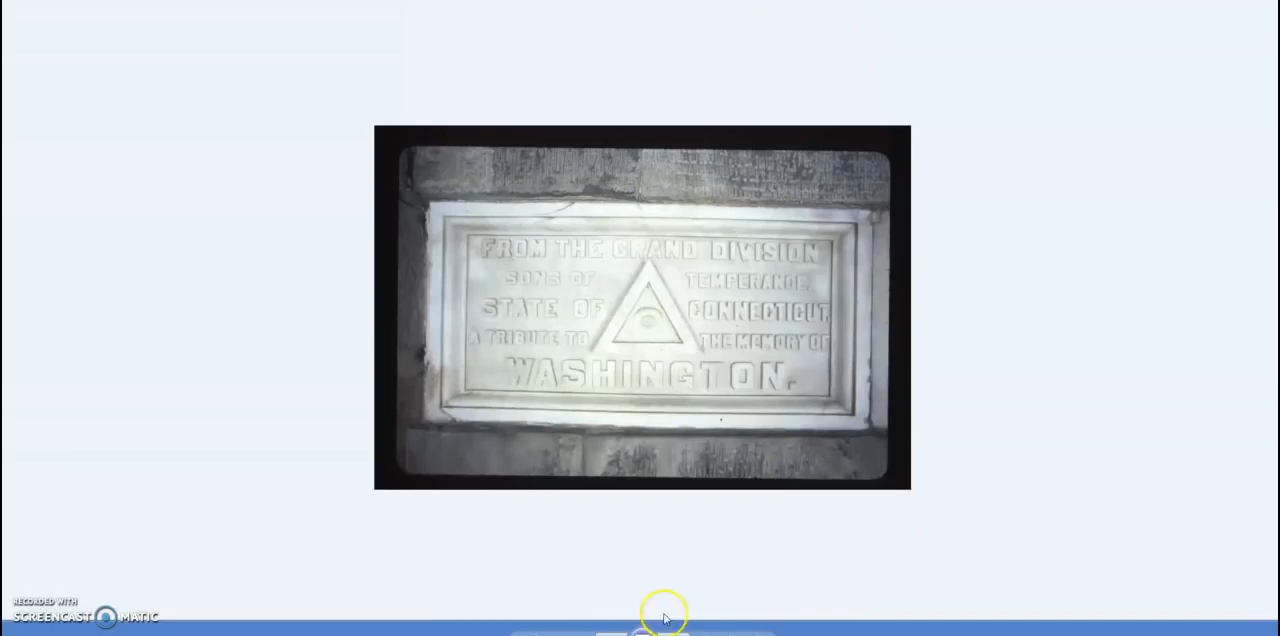 FROM THE GRAND DIVISION
SONS OF TEMPERANCE,
STATE OF CONNECTICUT,
A TRIBUTE TO THE MEMORY OF
WASHINGTON.
RECORDED WITH
SCREENCAST MATIC